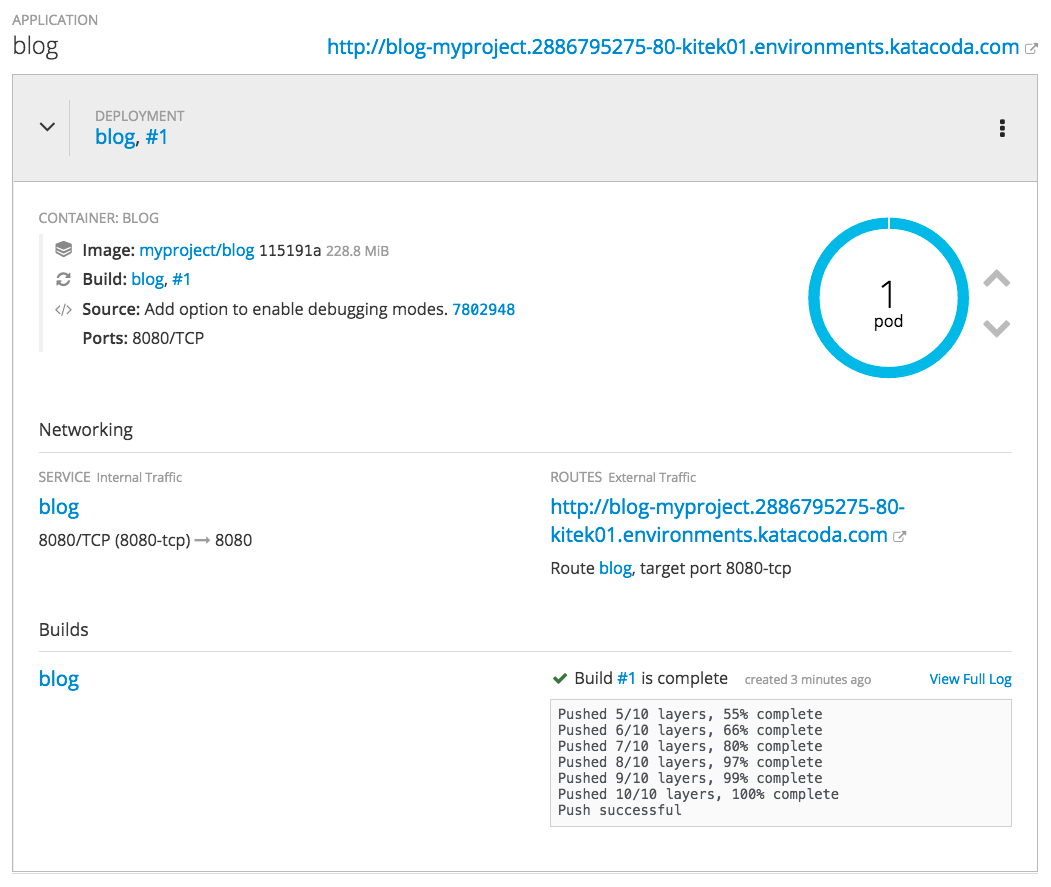 APPLICATION
blog
http://blog-myproject.2886795275-80-kitek01.environments.katacoda.com
DEPLOYMENT
blog, #1
CONTAINER: BLOG
Image: myproject/blog 115191a 228.8 MiB
Build: blog, #1
</> Source: Add option to enable debugging modes. 7802948
Ports: 8080/TCP
1
pod
Networking
SERVICE Internal Traffic
blog
8080/TCP (8080-tcp) → 8080
ROUTES External Traffic
http://blog-myproject.2886795275-80-
kitek01.environments.katacoda.com
Route blog, target port 8080-tcp
Builds
blog
Build #1 is complete created 3 minutes ago View Full Log
Pushed 5/10 layers, 55% complete
Pushed 6/10 layers, 66% complete
Pushed 7/10 layers, 80% complete
Pushed 8/10 layers, 97% complete
Pushed 9/10 layers, 99% complete
Pushed 10/10 layers, 100% complete
Push successful